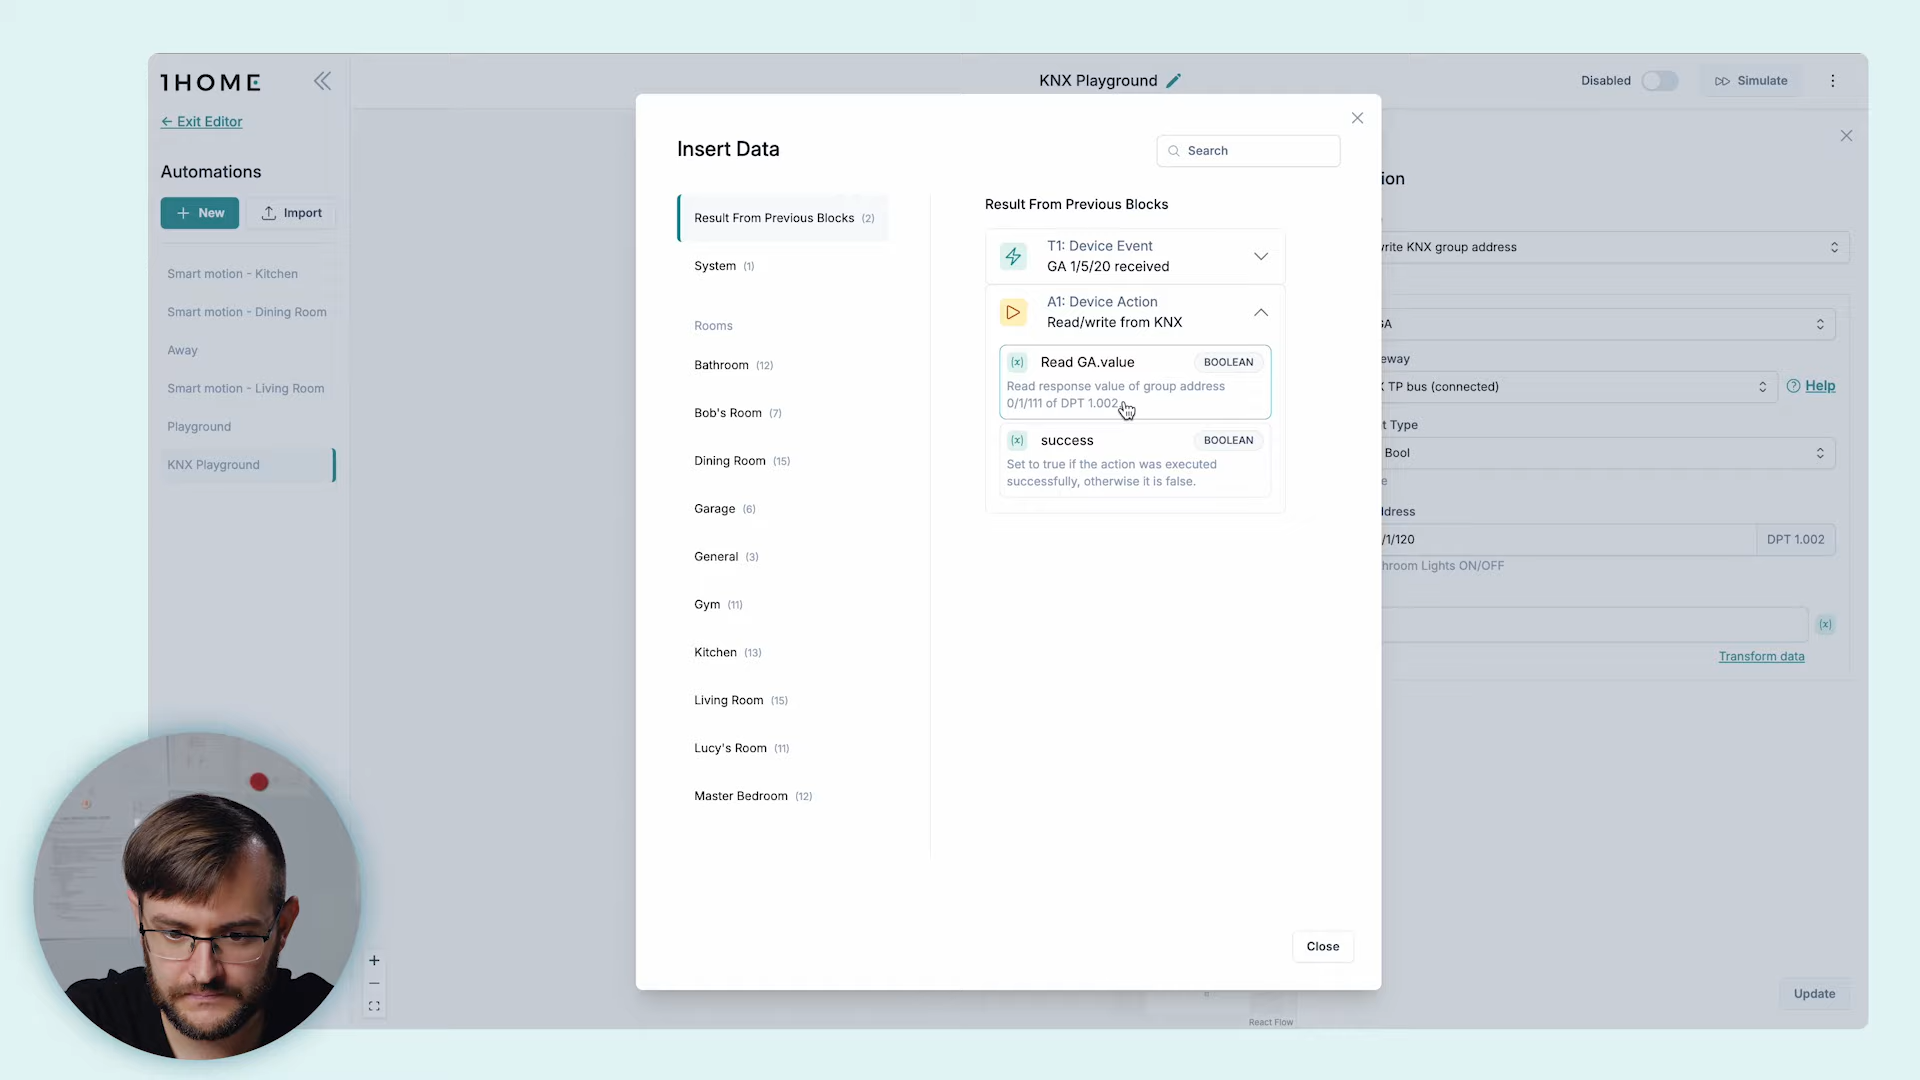 1HOME
← Exit Editor
Automations
New
Import
Smart motion - Kitchen
Smart motion - Dining Room
Away
Smart motion - Living Room
Playground
KNX Playground
KNX Playground
Disabled
Simulate
Insert Data
Search
Result From Previous Blocks (2)
System (1)
Rooms
Bathroom (12)
Bob's Room (7)
Dining Room (15)
Garage (6)
General (3)
Gym (11)
Kitchen (13)
Living Room (15)
Lucy's Room (11)
Master Bedroom (12)
Result From Previous Blocks
T1: Device Event
GA 1/5/20 received
A1: Device Action
Read/write from KNX
(x) Read GA.value BOOLEAN
Read response value of group address
0/1/111 of DPT 1.002.
(x) success BOOLEAN
Set to true if the action was executed
successfully, otherwise it is false.
Close
ion
write KNX group address
GA
eway
TP bus (connected)
Help
t Type
Bool
e
ldress
/1/120
DPT 1.002
hroom Lights ON/OFF
(x)
Transform data
Update
React Flow